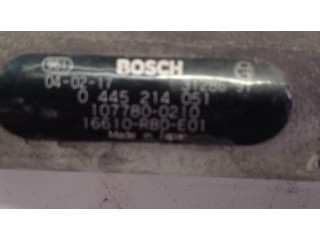 BOSCH
04-02-17
0 445 214 051
107780-0210
16610-RBD-E01
Made in Japan